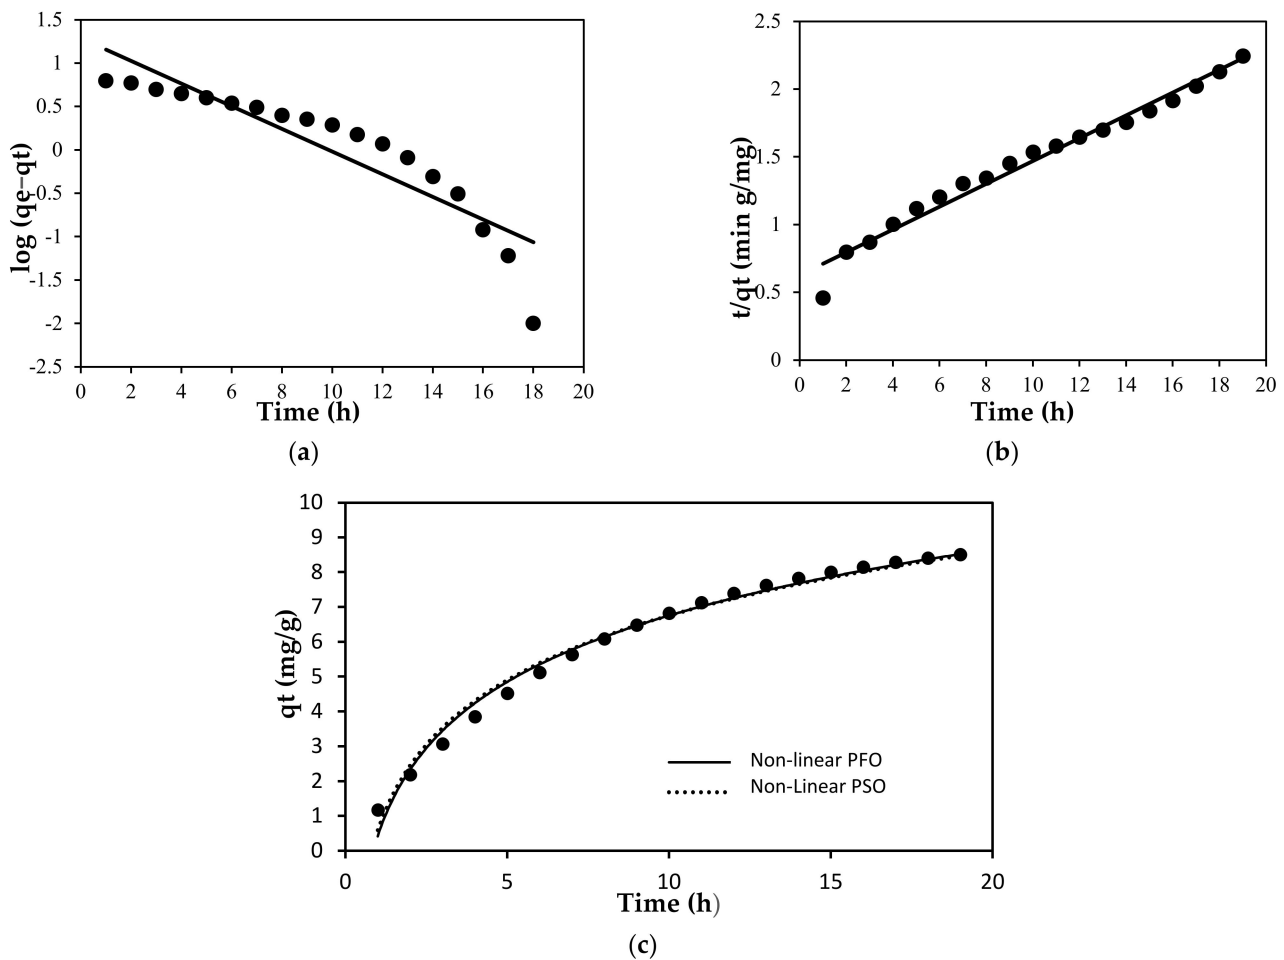 1.5
1
0.5
0
-0.5
-1
-1.5
-2
-2.5
log (qe−qt)
0 2 4 6 8 10 12 14 16 18 20
Time (h)
(a)
2.5
2
1.5
1
0.5
0
t/qt (min g/mg)
0 2 4 6 8 10 12 14 16 18 20
Time (h)
(b)
10
9
8
7
6
5
4
3
2
1
0
qt (mg/g)
Non-linear PFO
Non-Linear PSO
0 5 10 15 20
Time (h)
(c)